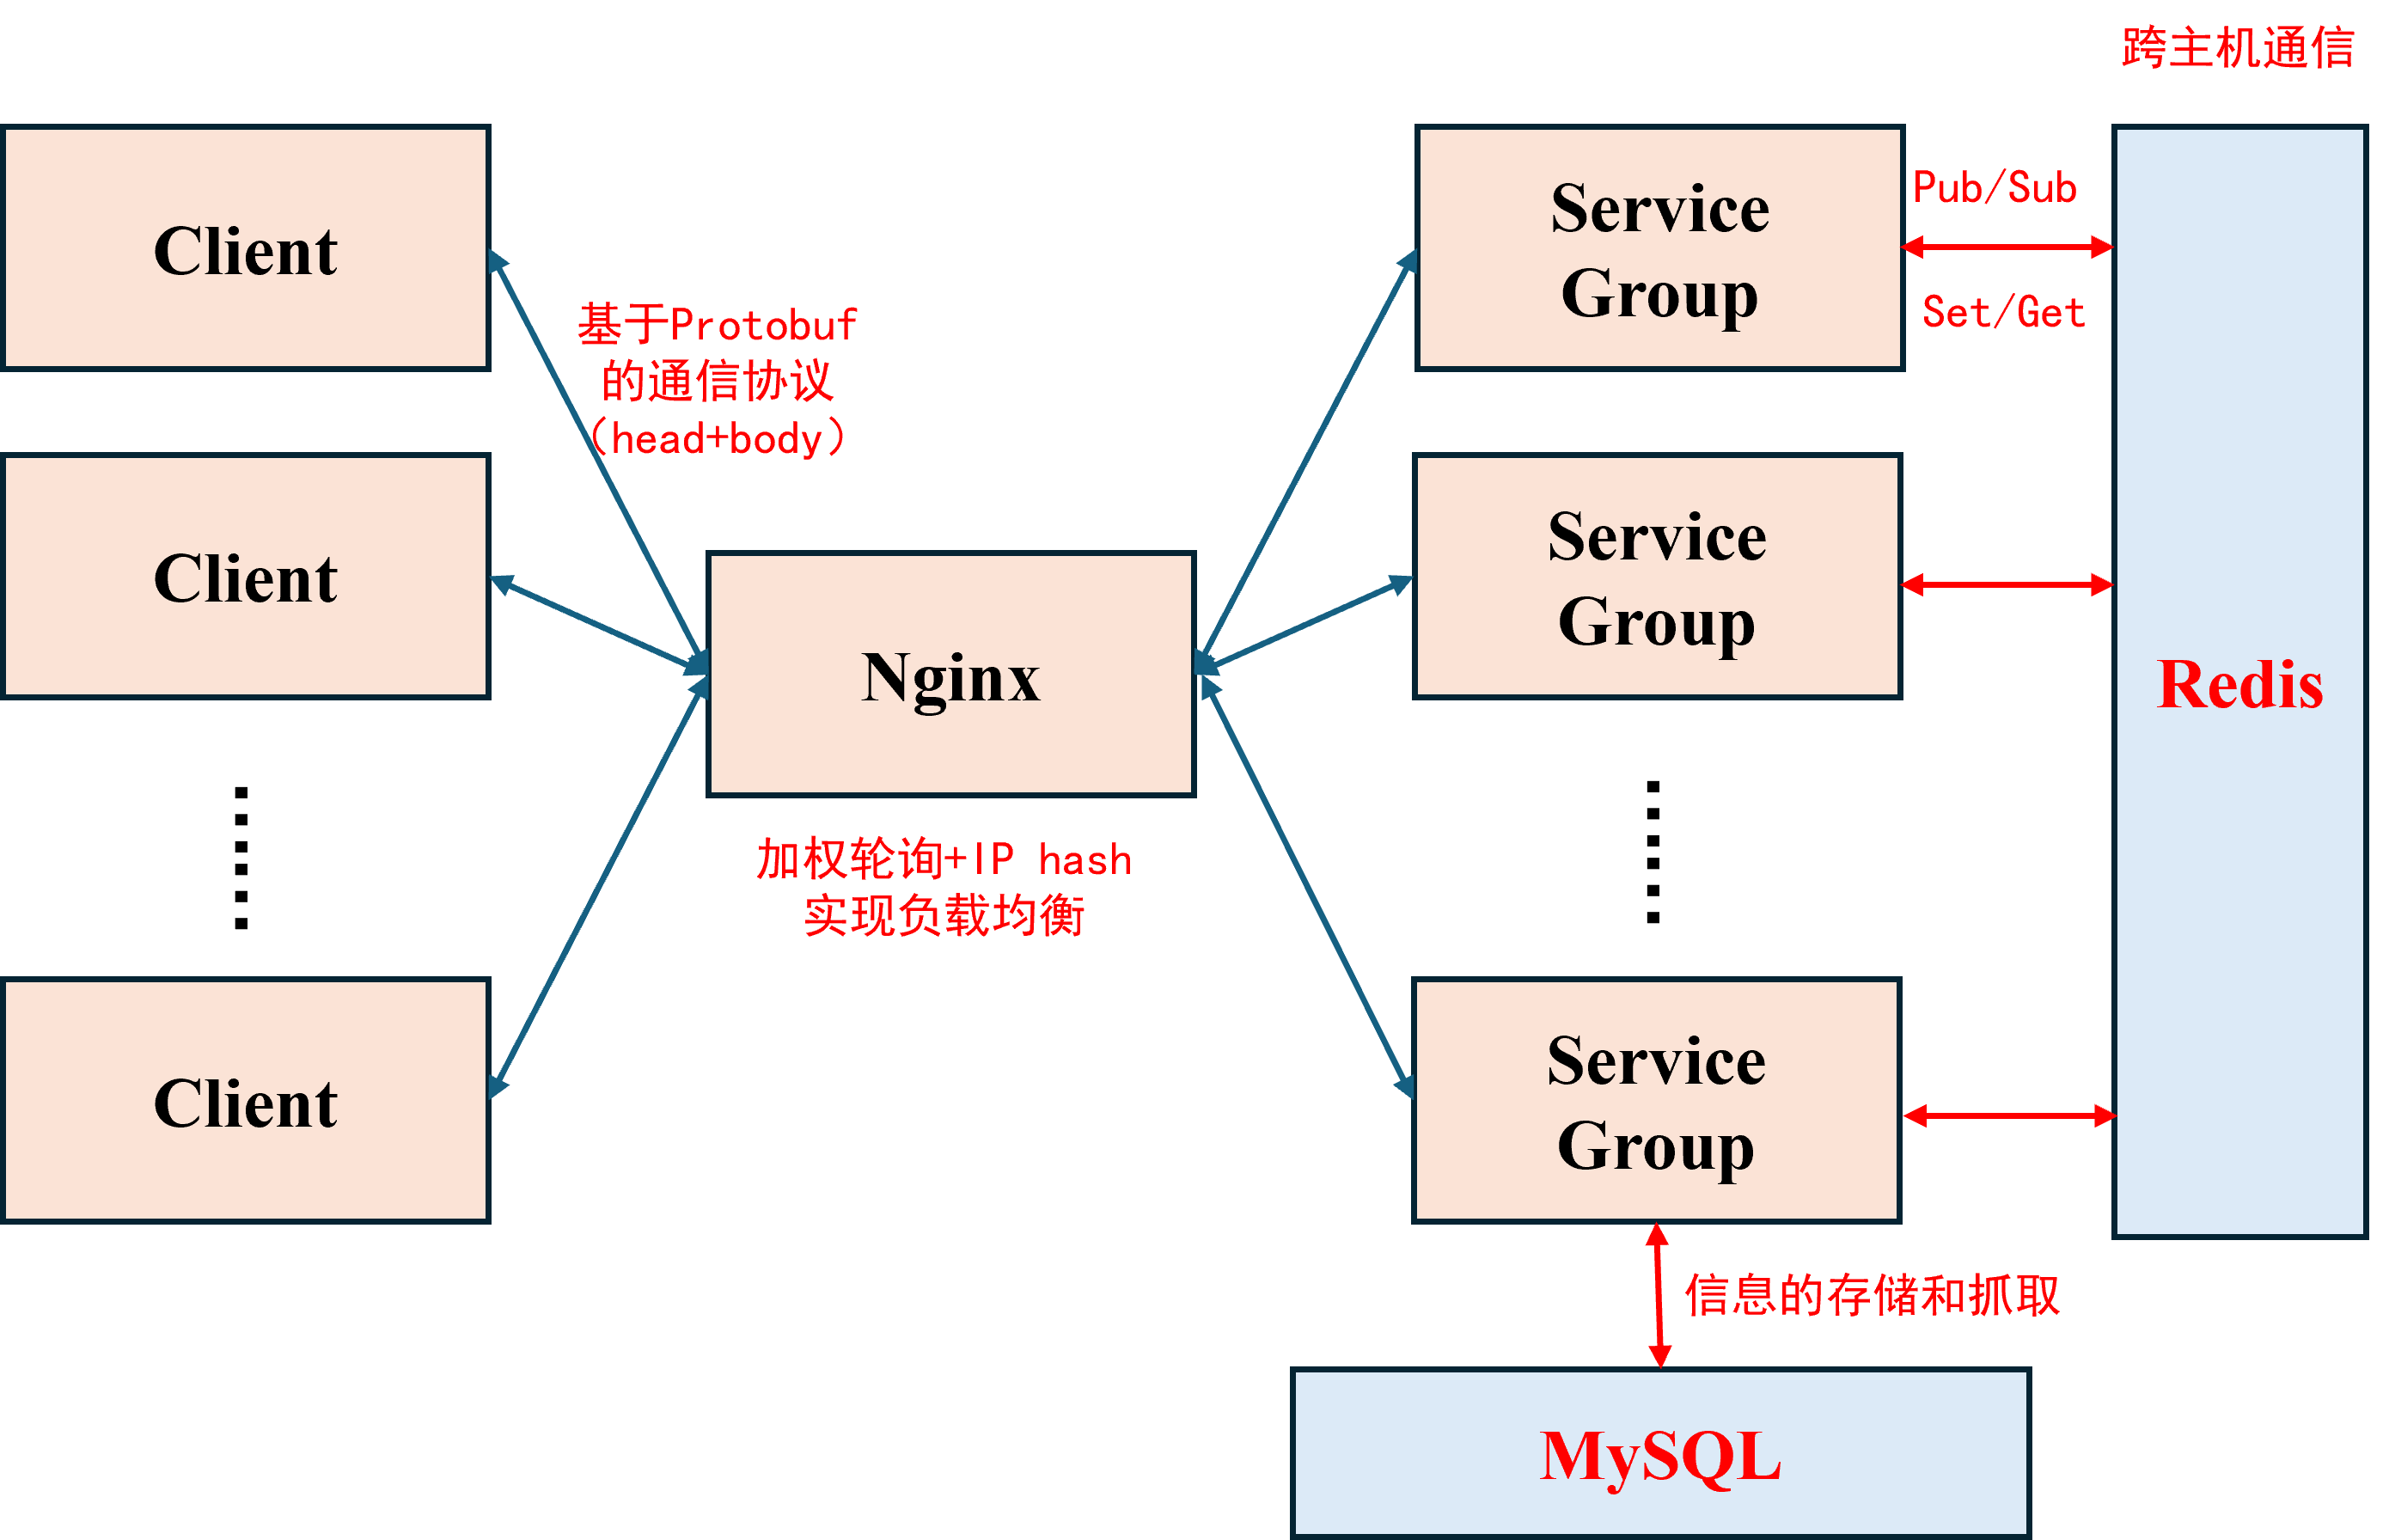 跨主机通信
Client
Service
Group
Pub/Sub
Set/Get
基于Protobuf
的通信协议
（head+body）
Client
Service
Group
Nginx
Redis
加权轮询+IP hash
实现负载均衡
Client
Service
Group
信息的存储和抓取
MySQL